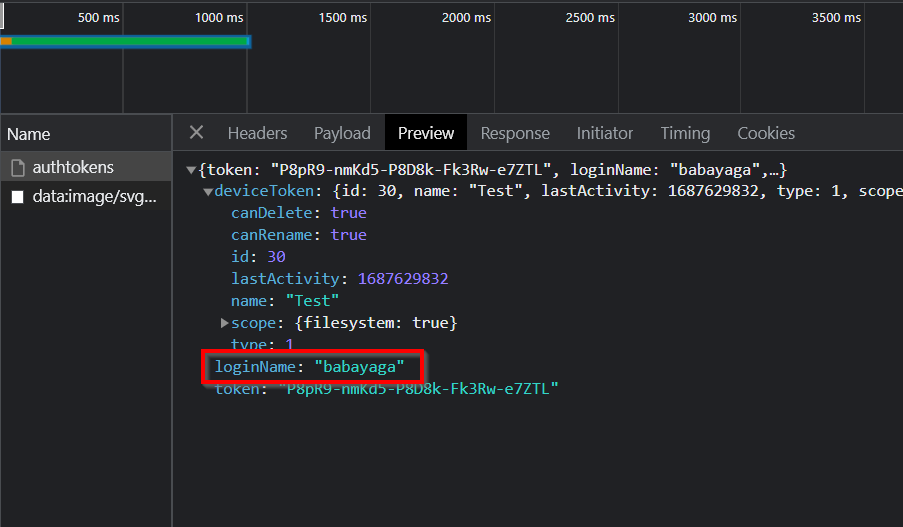 500 ms 1000 ms 1500 ms 2000 ms 2500 ms 3000 ms 3500 ms
Name Headers Payload Preview Response Initiator Timing Cookies
authtokens
data:image/svg...
{token: "P8pR9-nmKd5-P8D8k-Fk3Rw-e7ZTL", loginName: "babayaga",…}
deviceToken: {id: 30, name: "Test", lastActivity: 1687629832, type: 1, scope
canDelete: true
canRename: true
id: 30
lastActivity: 1687629832
name: "Test"
scope: {filesystem: true}
type: 1
loginName: "babayaga"
token: "P8pR9-nmKd5-P8D8k-Fk3Rw-e7ZTL"